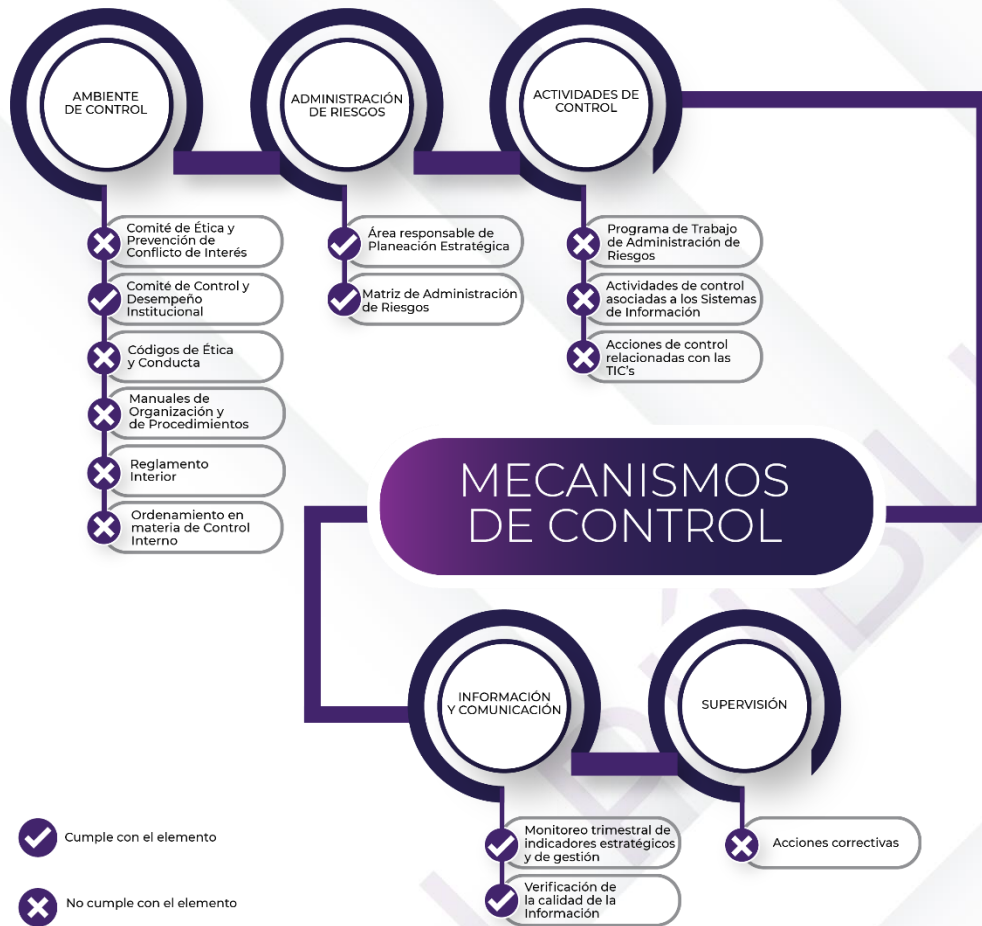 AMBIENTE
DE CONTROL
ADMINISTRACIÓN
DE RIESGOS
ACTIVIDADES DE
CONTROL
Comité de Ética y
Prevención de
Conflicto de Interés
Comité de Control y
Desempeño
Institucional
Códigos de Ética
y Conducta
Manuales de
Organización y
de Procedimientos
Reglamento
Interior
Ordenamiento en
materia de Control
Interno
Área responsable de
Planeación Estratégica
Matriz de Administración
de Riesgos
Programa de Trabajo
de Administración de
Riesgos
Actividades de control
asociadas a los Sistemas
de Información
Acciones de control
relacionadas con las
TIC's
MECANISMOS
DE CONTROL
INFORMACIÓN
Y COMUNICACIÓN
SUPERVISIÓN
Monitoreo trimestral de
indicadores estratégicos
y de gestión
Verificación de
la calidad de la
Información
Acciones correctivas
Cumple con el elemento
No cumple con el elemento